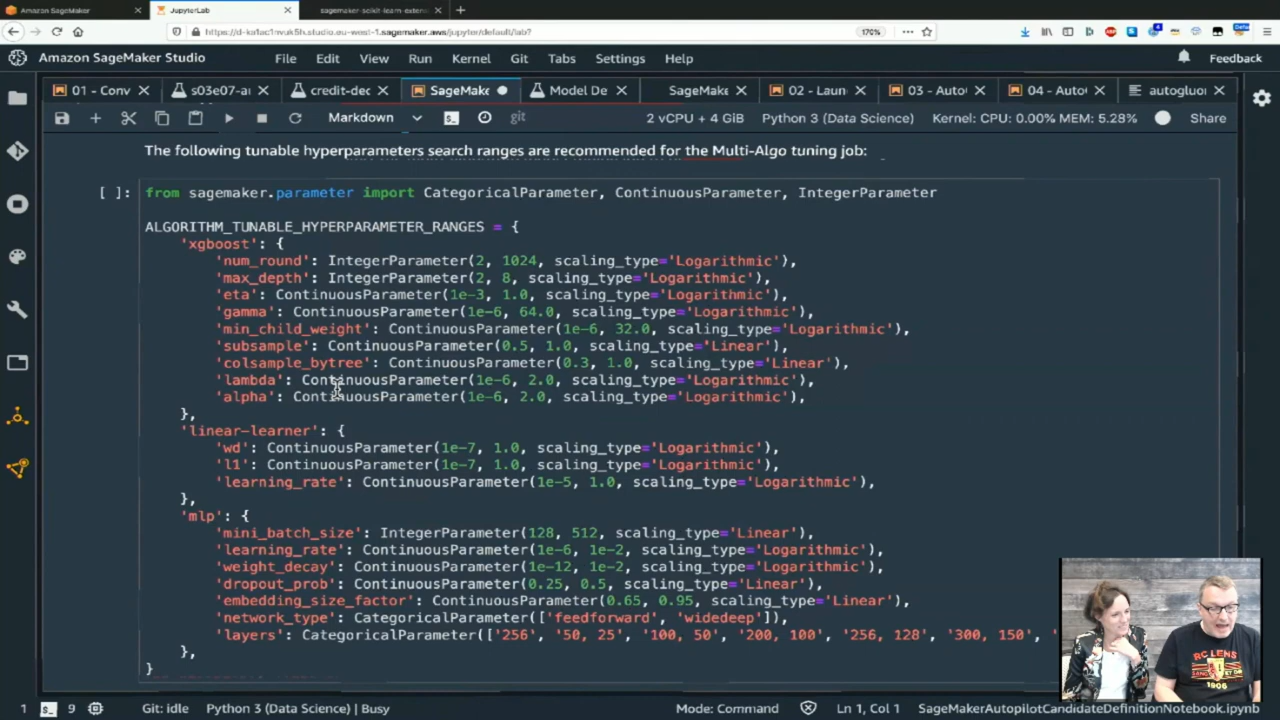 Amazon SageMaker
JupyterLab
sagemaker-scikit-learn-exten
.studio.eu-west-1.sagemaker.aws/jupyter/default/lab?
170%
Amazon SageMaker Studio
File Edit View Run Kernel Git Tabs Settings Help
Feedback
01 - Conv
s03e07-a
credit-dec
SageMake
Model De
SageMake
02 - Laun
03 - Auto
04 - Auto
autogluor
Markdown
git
2 vCPU + 4 GiB
Python 3 (Data Science)
Kernel: CPU: 0.00% MEM: 5.28%
Share
The following tunable hyperparameters search ranges are recommended for the Multi-Algo tuning job:
[ ]: from sagemaker.parameter import CategoricalParameter, ContinuousParameter, IntegerParameter
ALGORITHM_TUNABLE_HYPERPARAMETER_RANGES = {
'xgboost': {
'num_round': IntegerParameter(2, 1024, scaling_type='Logarithmic'),
'max_depth': IntegerParameter(2, 8, scaling_type='Logarithmic'),
'eta': ContinuousParameter(1e-3, 1.0, scaling_type='Logarithmic'),
'gamma': ContinuousParameter(1e-6, 64.0, scaling_type='Logarithmic'),
'min_child_weight': ContinuousParameter(1e-6, 32.0, scaling_type='Logarithmic'),
'subsample': ContinuousParameter(0.5, 1.0, scaling_type='Linear'),
'colsample_bytree': ContinuousParameter(0.3, 1.0, scaling_type='Linear'),
'lambda': ContinuousParameter(1e-6, 2.0, scaling_type='Logarithmic'),
'alpha': ContinuousParameter(1e-6, 2.0, scaling_type='Logarithmic'),
},
'linear-learner': {
'wd': ContinuousParameter(1e-7, 1.0, scaling_type='Logarithmic'),
'l1': ContinuousParameter(1e-7, 1.0, scaling_type='Logarithmic'),
'learning_rate': ContinuousParameter(1e-5, 1.0, scaling_type='Logarithmic'),
},
'mlp': {
'mini_batch_size': IntegerParameter(128, 512, scaling_type='Linear'),
'learning_rate': ContinuousParameter(1e-6, 1e-2, scaling_type='Logarithmic'),
'weight_decay': ContinuousParameter(1e-12, 1e-2, scaling_type='Logarithmic'),
'dropout_prob': ContinuousParameter(0.25, 0.5, scaling_type='Linear'),
'embedding_size_factor': ContinuousParameter(0.65, 0.95, scaling_type='Linear'),
'network_type': CategoricalParameter(['feedforward', 'widedeep']),
'layers': CategoricalParameter(['256', '50, 25', '100, 50', '200, 100', '256, 128', '300, 150', '
},
}
RC LENS
1906
1
9
Git: idle
Python 3 (Data Science) | Busy
Mode: Command
Ln 1, Col 1
SageMakerAutopilotCandidateDefinitionNotebook.ipynb